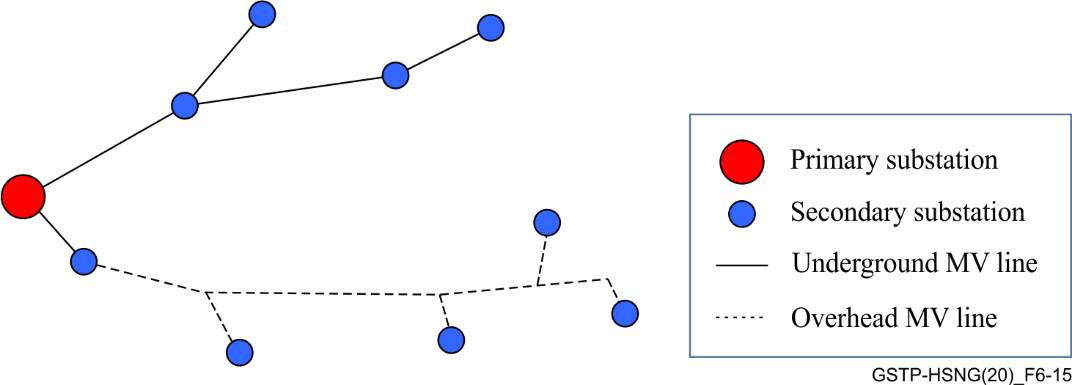 Primary substation
Secondary substation
Underground MV line
Overhead MV line
GSTP-HSNG(20)_F6-15